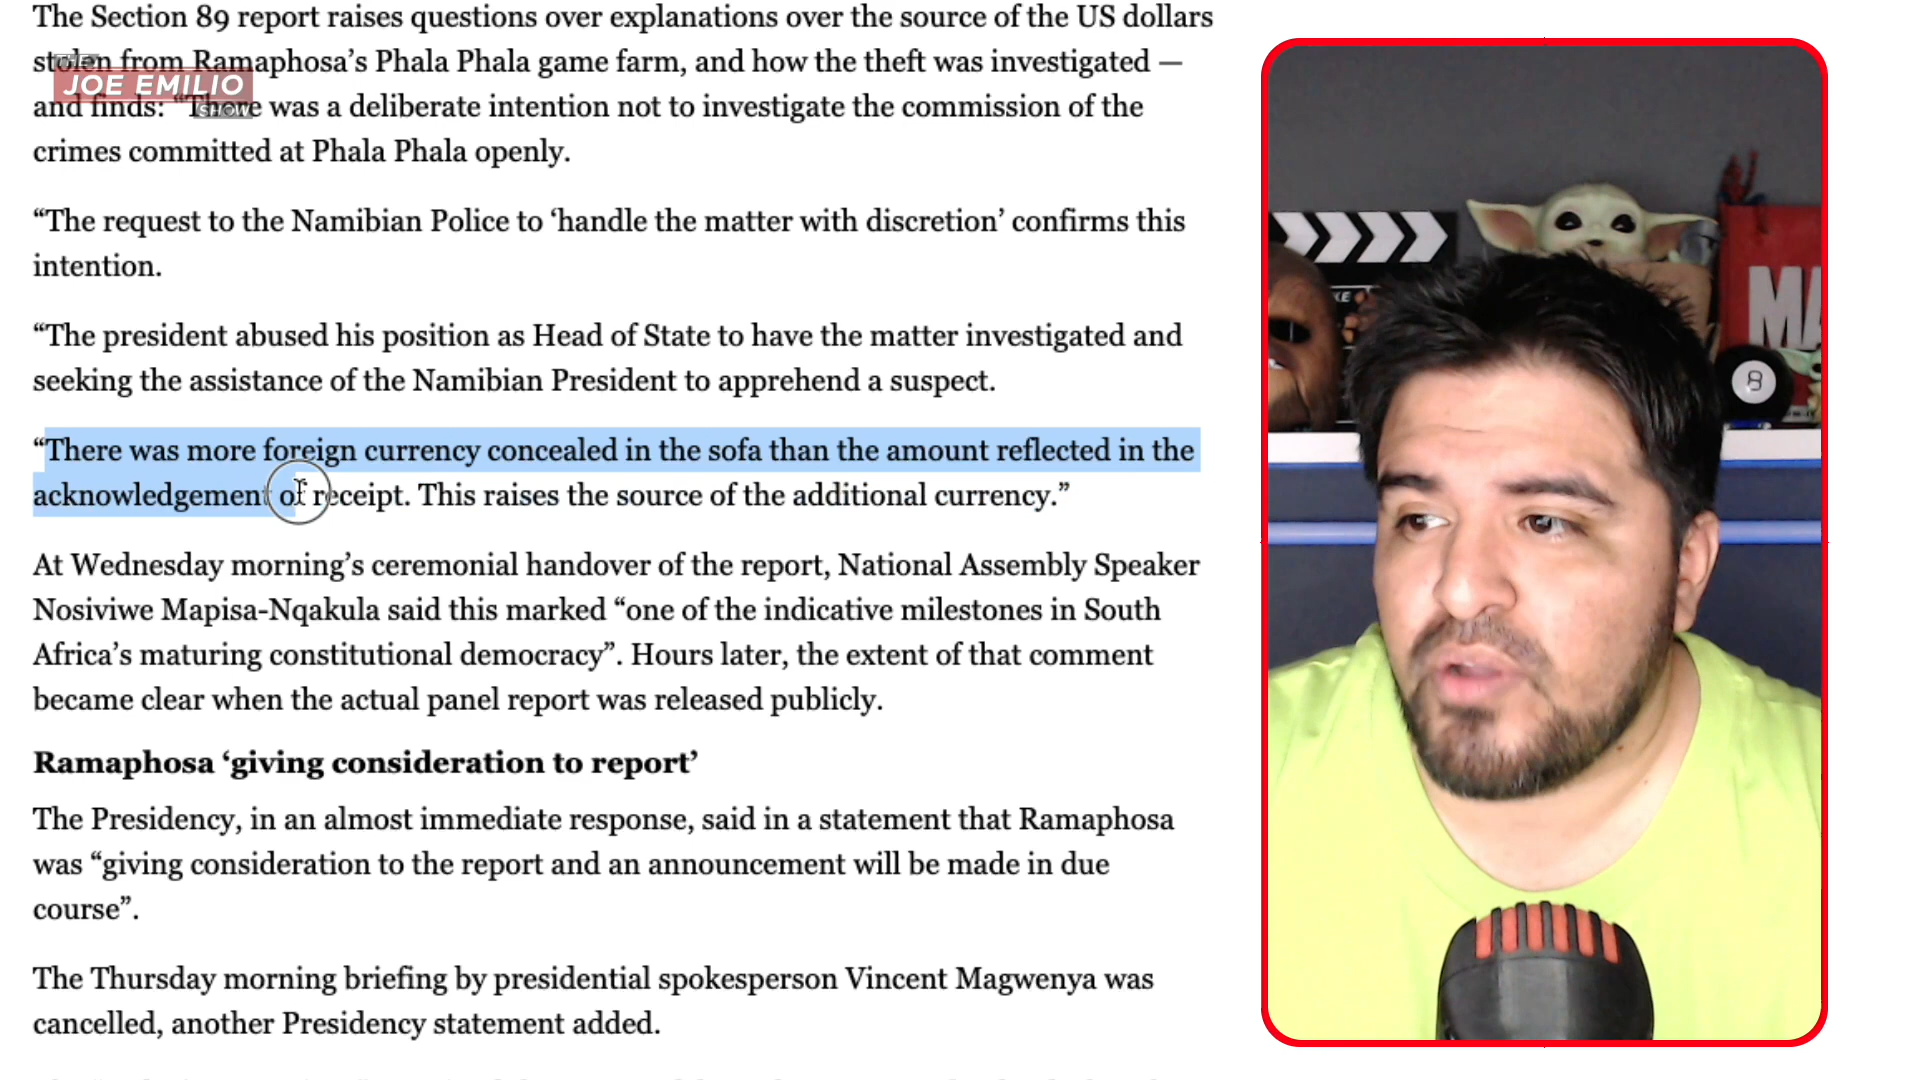 The Section 89 report raises questions over explanations over the source of the US dollars
stolen from Ramaphosa’s Phala Phala game farm, and how the theft was investigated —
THE
JOE EMILIO
SHOW
and finds: “There was a deliberate intention not to investigate the commission of the
crimes committed at Phala Phala openly.
“The request to the Namibian Police to ‘handle the matter with discretion’ confirms this
intention.
“The president abused his position as Head of State to have the matter investigated and
seeking the assistance of the Namibian President to apprehend a suspect.
“There was more foreign currency concealed in the sofa than the amount reflected in the
acknowledgement of receipt. This raises the source of the additional currency.”
At Wednesday morning’s ceremonial handover of the report, National Assembly Speaker
Nosiviwe Mapisa-Nqakula said this marked “one of the indicative milestones in South
Africa’s maturing constitutional democracy”. Hours later, the extent of that comment
became clear when the actual panel report was released publicly.
Ramaphosa ‘giving consideration to report’
The Presidency, in an almost immediate response, said in a statement that Ramaphosa
was “giving consideration to the report and an announcement will be made in due
course”.
The Thursday morning briefing by presidential spokesperson Vincent Magwenya was
cancelled, another Presidency statement added.
MA
8